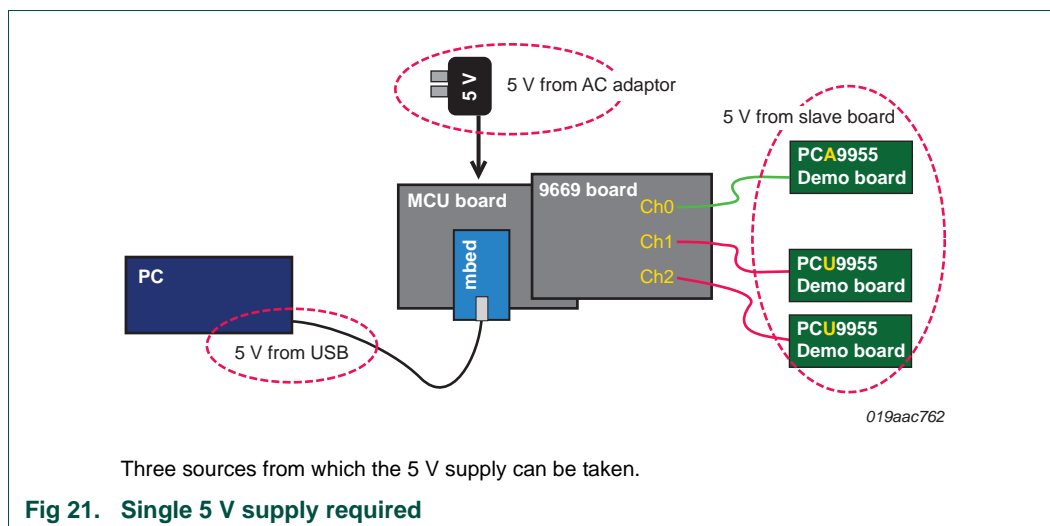 5 V
5 V from AC adaptor
5 V from slave board
PCA9955
Demo board
MCU board
9669 board
Ch0
Ch1
Ch2
mbed
PC
5 V from USB
PCU9955
Demo board
PCU9955
Demo board
019aac762
Three sources from which the 5 V supply can be taken.
Fig 21. Single 5 V supply required